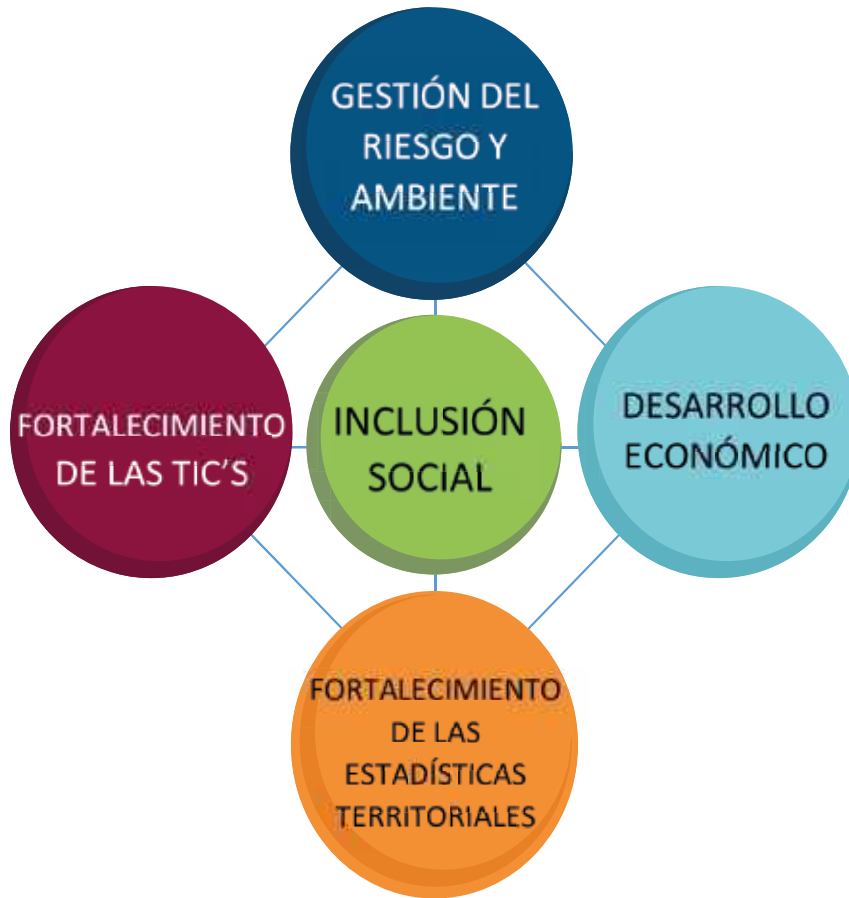 GESTIÓN DEL
RIESGO Y
AMBIENTE
FORTALECIMIENTO
DE LAS TIC'S
INCLUSIÓN
SOCIAL
DESARROLLO
ECONÓMICO
FORTALECIMIENTO
DE LAS
ESTADÍSTICAS
TERRITORIALES